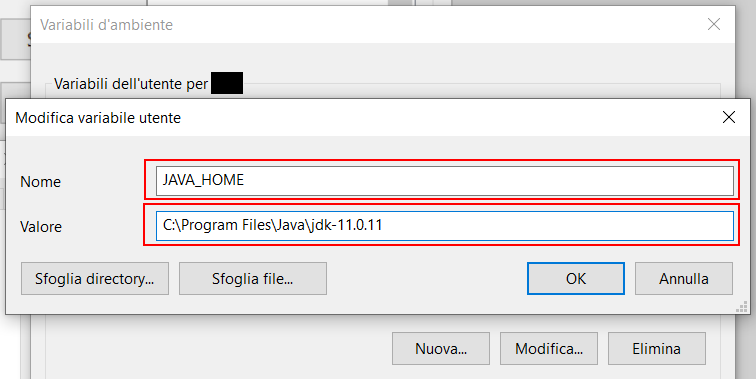 Variabili d'ambiente
Variabili dell'utente per
Modifica variabile utente
Nome
JAVA_HOME
Valore
C:\Program Files\Java\jdk-11.0.11
Sfoglia directory... Sfoglia file... OK Annulla
Nuova... Modifica... Elimina